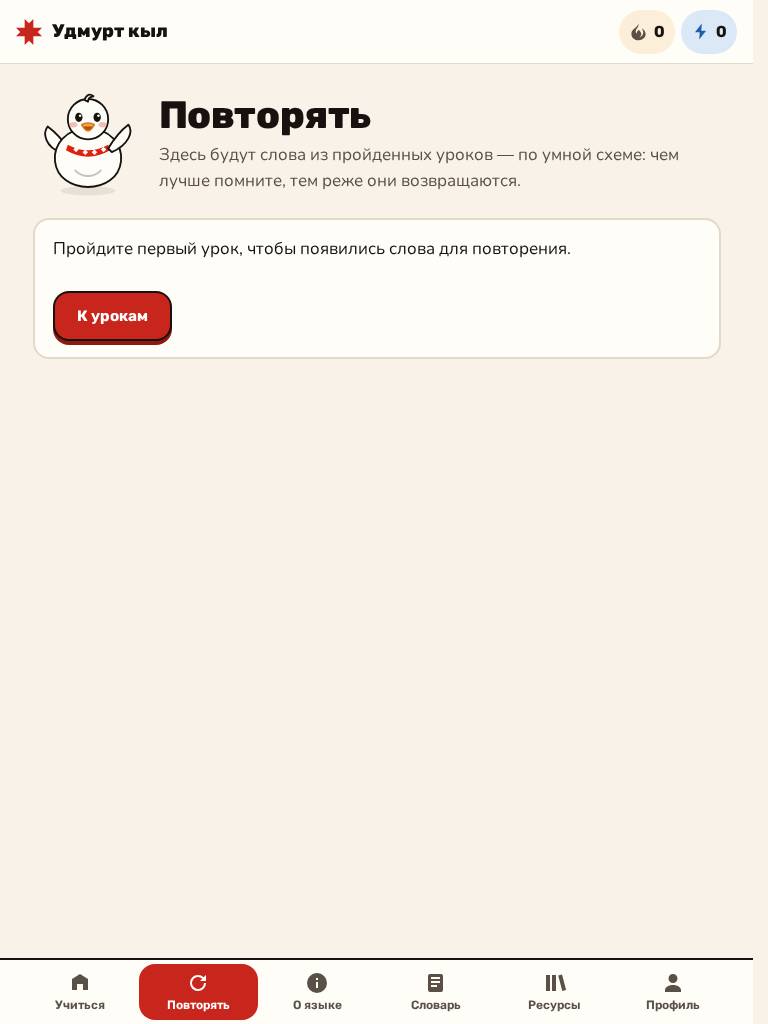 Удмурт кыл
0
0
Повторять
Здесь будут слова из пройденных уроков — по умной схеме: чем
лучше помните, тем реже они возвращаются.
Пройдите первый урок, чтобы появились слова для повторения.
К урокам
Учиться
Повторять
О языке
Словарь
Ресурсы
Профиль